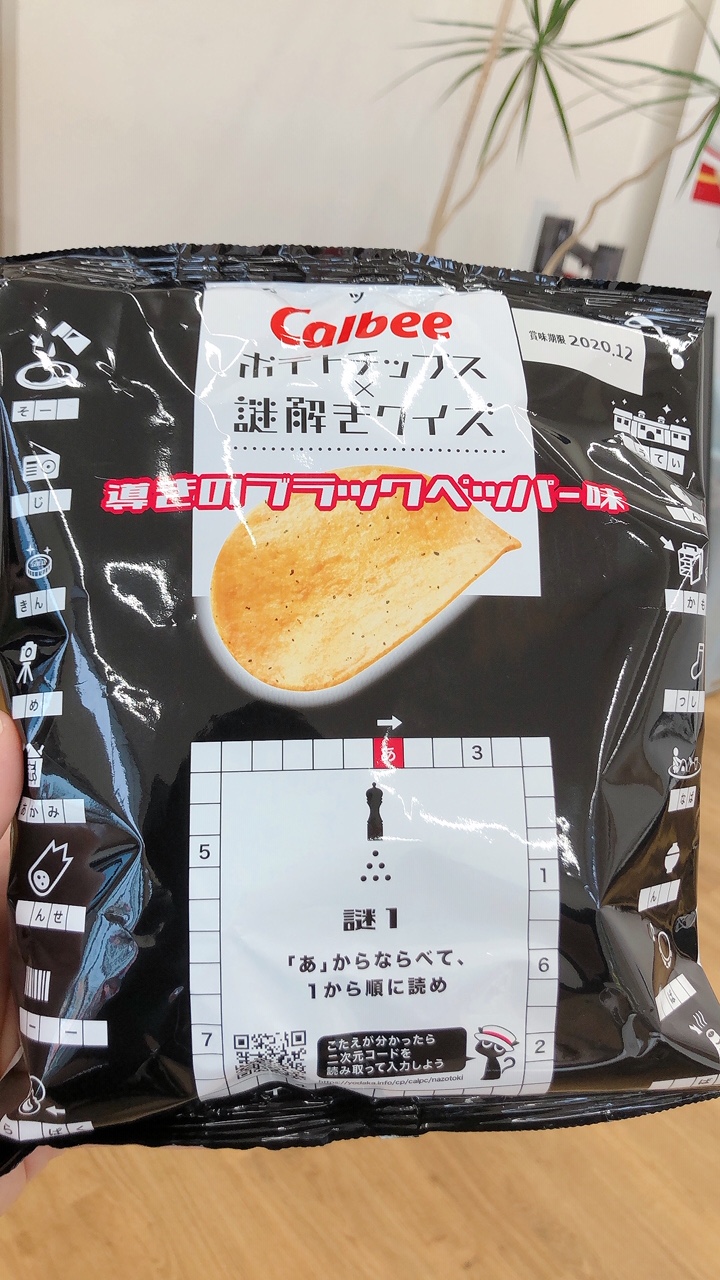 Calbee
ポテトチップス
×
謎解きクイズ
賞味期限 2020.12
導きのブラックペッパー味
そー
じ
きん
め
あかみ
んせ
ーー
てい
かも
つし
なば
ん
→
あ
3
5
1
6
7
2
謎1
「あ」からならべて、
1から順に読め
こたえが分かったら
二次元コードを
読み取って入力しよう